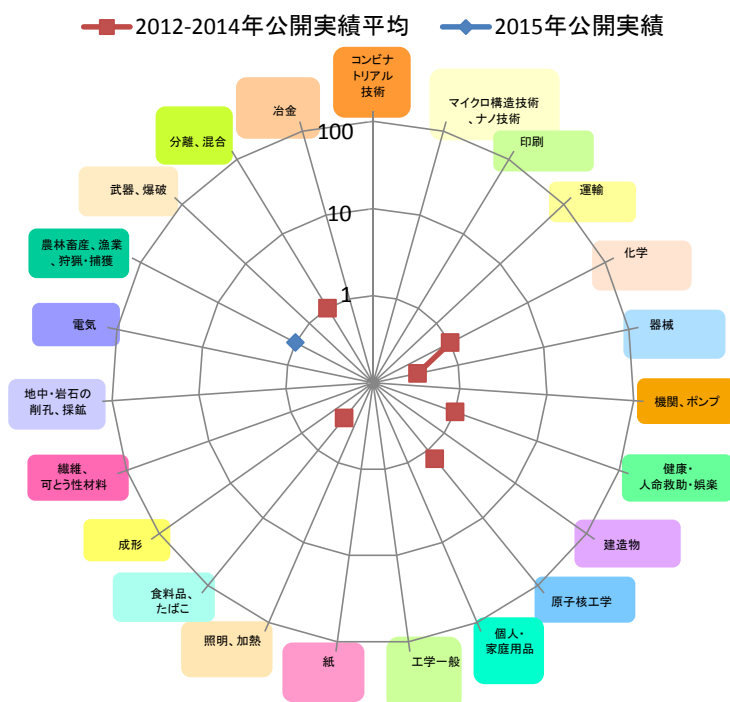 2012-2014年公開実績平均
2015年公開実績
コンビナ
トリアル
技術
マイクロ構造技術
、ナノ技術
印刷
運輸
化学
器械
機関、ポンプ
健康・
人命救助・娯楽
建造物
原子核工学
個人・
家庭用品
工学一般
紙
照明、加熱
食料品、
たばこ
成形
繊維、
可とう性材料
地中・岩石の
削孔、採鉱
電気
農林畜産、漁業
、狩猟・捕獲
武器、爆破
分離、混合
冶金
100
10
1